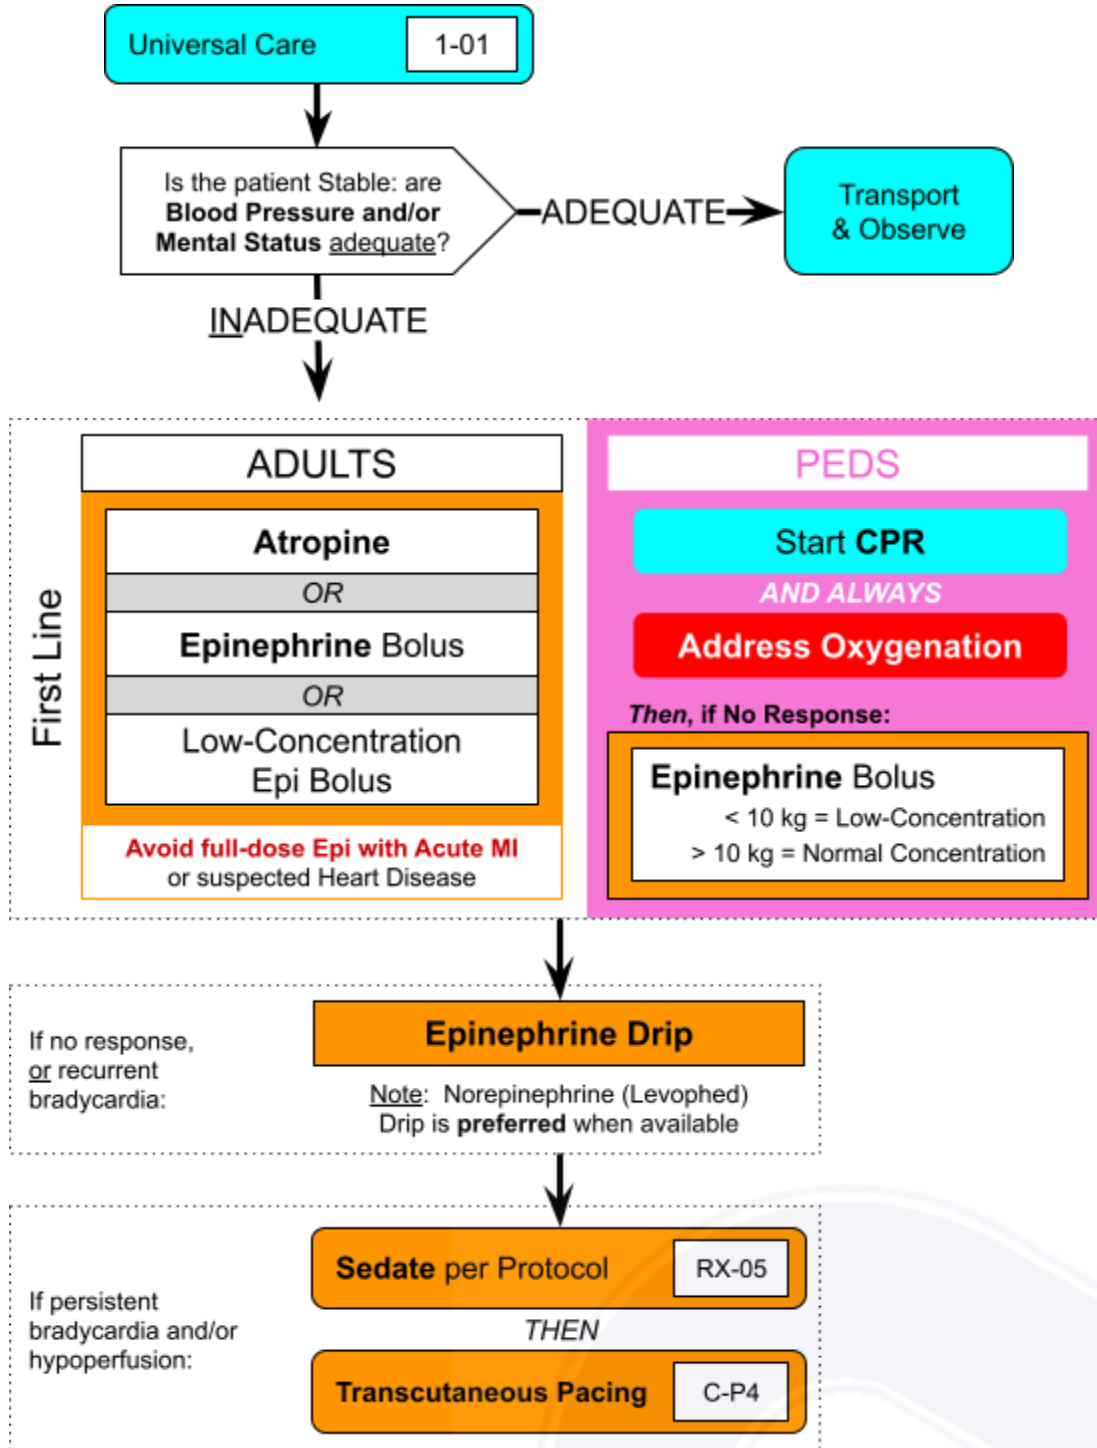 Universal Care
1-01
Is the patient Stable: are
Blood Pressure and/or
Mental Status adequate?
ADEQUATE
Transport
& Observe
INADEQUATE
First Line
ADULTS
Atropine
OR
Epinephrine Bolus
OR
Low-Concentration
Epi Bolus
Avoid full-dose Epi with Acute MI
or suspected Heart Disease
PEDS
Start CPR
AND ALWAYS
Address Oxygenation
Then, if No Response:
Epinephrine Bolus
< 10 kg = Low-Concentration
> 10 kg = Normal Concentration
If no response,
or recurrent
bradycardia:
Epinephrine Drip
Note: Norepinephrine (Levophed)
Drip is preferred when available
If persistent
bradycardia and/or
hypoperfusion:
Sedate per Protocol
RX-05
THEN
Transcutaneous Pacing
C-P4